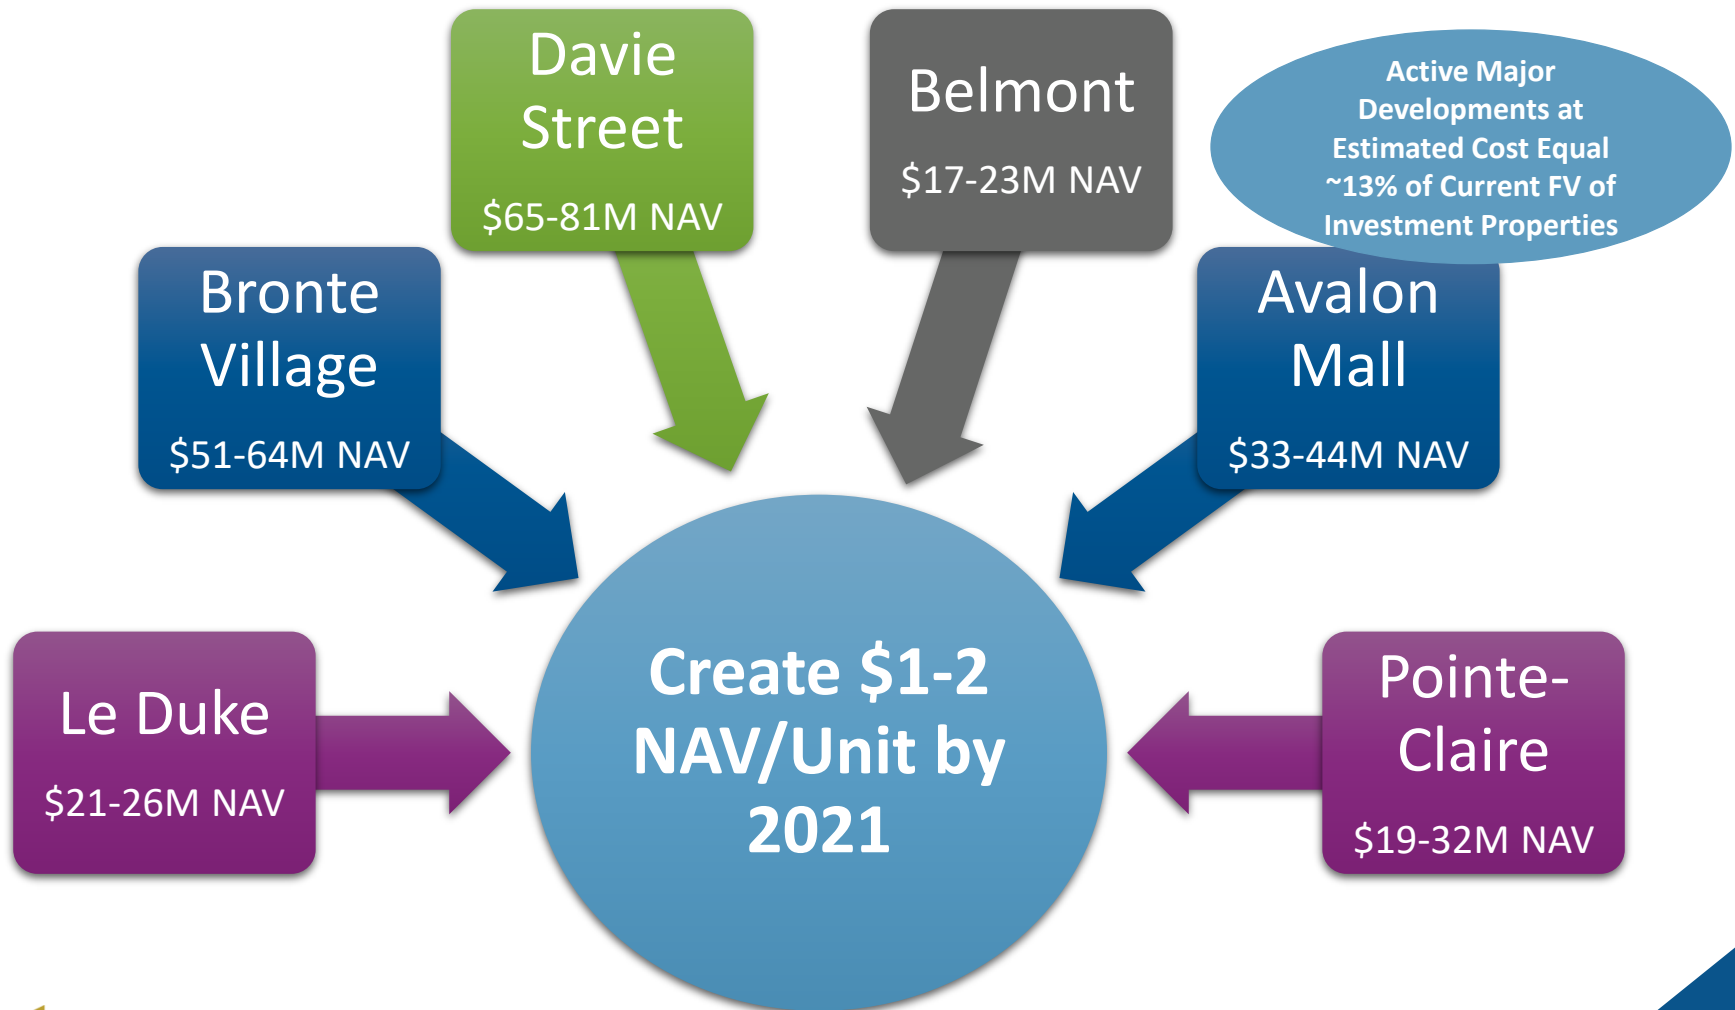 Davie
Street
$65-81M NAV
Belmont
$17-23M NAV
Active Major
Developments at
Estimated Cost Equal
~13% of Current FV of
Investment Properties
Bronte
Village
$51-64M NAV
Avalon
Mall
$33-44M NAV
Le Duke
$21-26M NAV
Create $1-2
NAV/Unit by
2021
Pointe-
Claire
$19-32M NAV